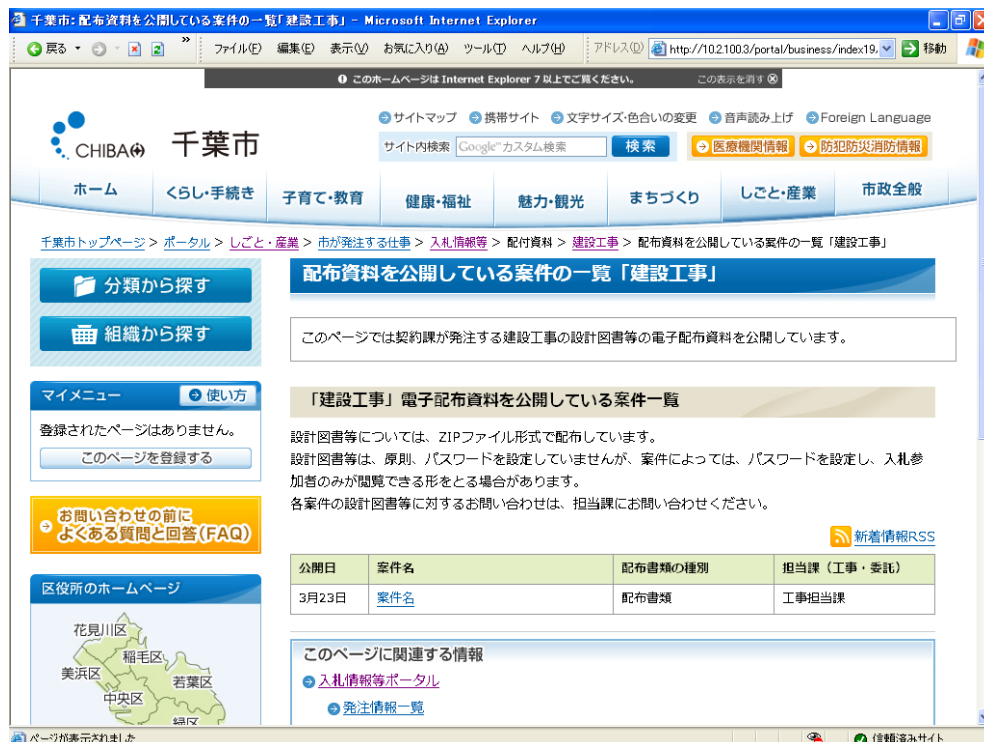 千葉市: 配布資料を公開している案件の一覧「建設工事」 - Microsoft Internet Explorer
戻る ファイル(F) 編集(E) 表示(V) お気に入り(A) ツール(T) ヘルプ(H) アドレス(D) http://102.100.3/portal/business/index19. 移動
このホームページは Internet Explorer 7 以上でご覧ください。 この表示を消す
サイトマップ 携帯サイト 文字サイズ・色合いの変更 音声読み上げ Foreign Language
CHIBA 千葉市
サイト内検索 Google™ カスタム検索 検索 医療機関情報 防犯防災消防情報
ホーム くらし・手続き 子育て・教育 健康・福祉 魅力・観光 まちづくり しごと・産業 市政全般
千葉市トップページ > ポータル > しごと・産業 > 市が発注する仕事 > 入札情報等 > 配付資料 > 建設工事 > 配布資料を公開している案件の一覧「建設工事」
分類から探す
組織から探す
マイメニュー 使い方
登録されたページはありません。
このページを登録する
お問い合わせの前に
よくある質問と回答(FAQ)
区役所のホームページ
花見川区
稲毛区
美浜区
若葉区
中央区
緑区
配布資料を公開している案件の一覧「建設工事」
このページでは契約課が発注する建設工事の設計図書等の電子配布資料を公開しています。
「建設工事」電子配布資料を公開している案件一覧
設計図書等については、ZIPファイル形式で配布しています。
設計図書等は、原則、パスワードを設定していませんが、案件によっては、パスワードを設定し、入札参
加者のみが閲覧できる形をとる場合があります。
各案件の設計図書等に対するお問い合わせは、担当課にお問い合わせください。
新着情報RSS
公開日 案件名 配布書類の種別 担当課（工事・委託）
3月23日 案件名 配布書類 工事担当課
このページに関連する情報
入札情報等ポータル
発注情報一覧
ページが表示されました 信頼済みサイト